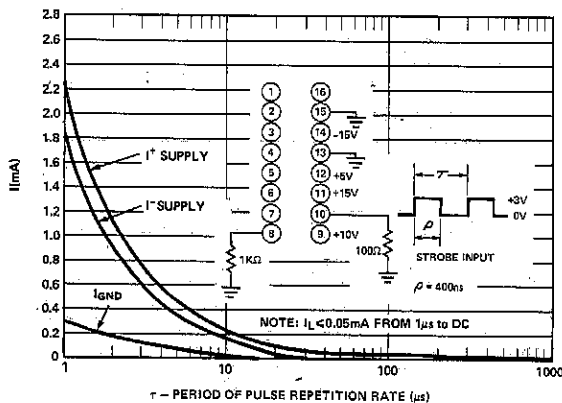 I(mA)
2.8
2.6
2.4
2.2
2.0
1.8
1.6
1.4
1.2
1.0
0.8
0.6
0.4
0.2
0
I+ SUPPLY
I- SUPPLY
IGND
1 16
2 15
3 14 -15V
4 13
5 12 +5V
6 11 +15V
7 10
8 9 +10V
1KΩ
100Ω
τ
ρ
+3V
0V
STROBE INPUT
ρ = 400ns
NOTE: IL<0.05mA FROM 1μs to DC
1 10 100 1000
τ – PERIOD OF PULSE REPETITION RATE (μs)